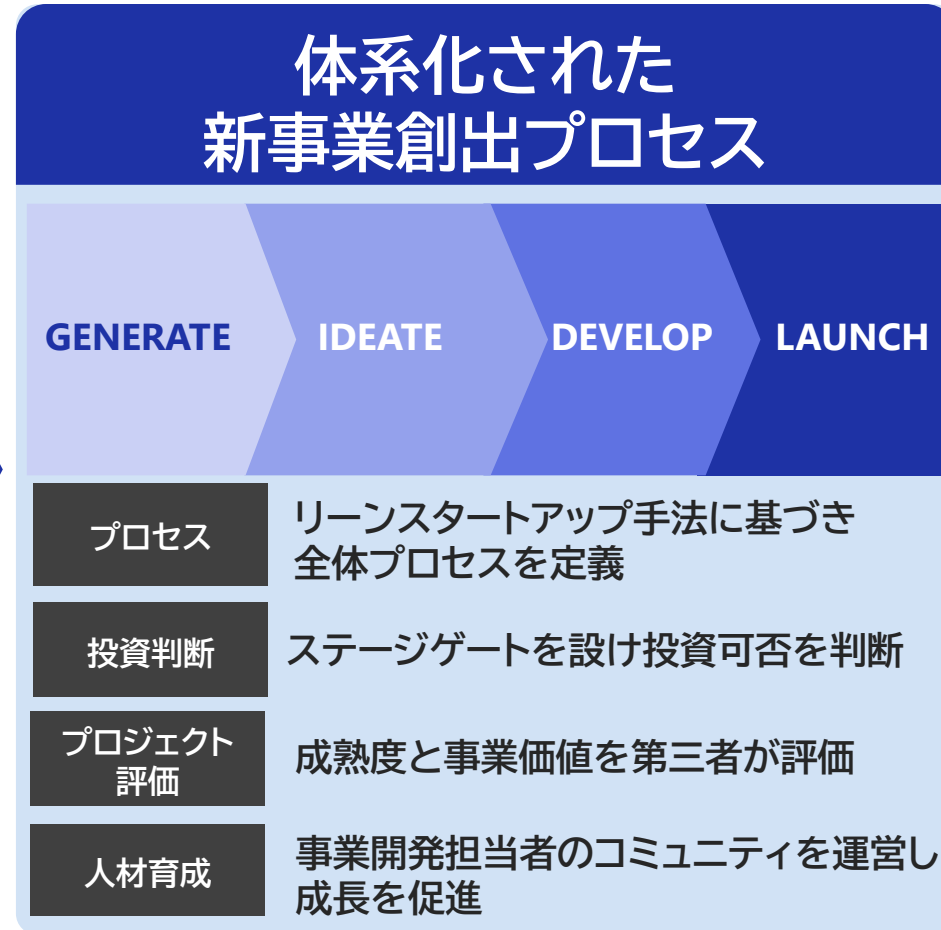 体系化された
新事業創出プロセス
GENERATE
IDEATE
DEVELOP
LAUNCH
プロセス
リーンスタートアップ手法に基づき
全体プロセスを定義
投資判断
ステージゲートを設け投資可否を判断
プロジェクト
評価
成熟度と事業価値を第三者が評価
人材育成
事業開発担当者のコミュニティを運営し
成長を促進